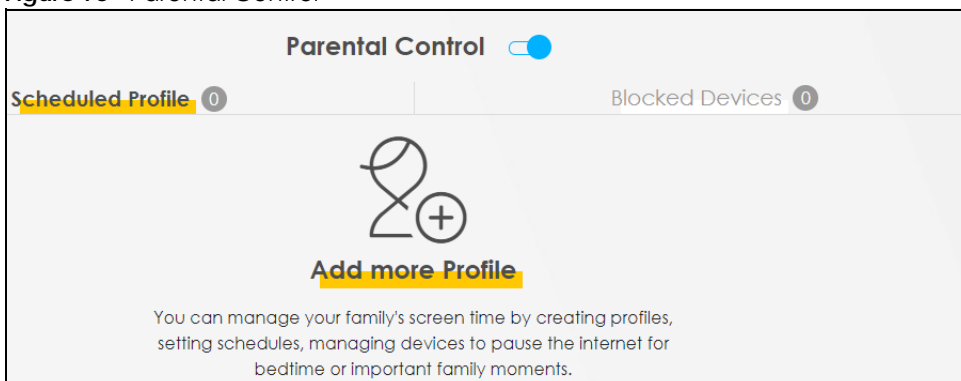 Parental Control
Scheduled Profile 0
Blocked Devices 0
Add more Profile
You can manage your family's screen time by creating profiles,
setting schedules, managing devices to pause the internet for
bedtime or important family moments.